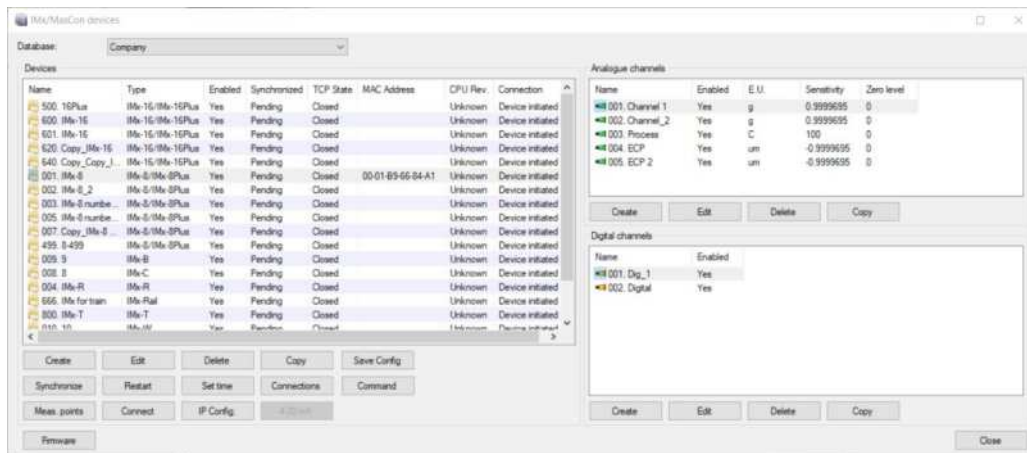 IMx/MasCon devices
Database: Company
Devices
Name Type Enabled Synchronized TCP State MAC Address CPU Rev. Connection
500. 16Plus IMx-16/IMx-16Plus Yes Pending Closed Unknown Device initiated
600. IMx-16 IMx-16/IMx-16Plus Yes Pending Closed Unknown Device initiated
601. IMx-16 IMx-16/IMx-16Plus Yes Pending Closed Unknown Device initiated
620. Copy_IMx-16 IMx-16/IMx-16Plus Yes Pending Closed Unknown Device initiated
640. Copy_Copy_I... IMx-16/IMx-16Plus Yes Pending Closed Unknown Device initiated
001. IMx-8 IMx-8/IMx-8Plus Yes Pending Closed 00-01-B9-66-84-A1 Unknown Device initiated
002. IMx-8_2 IMx-8/IMx-8Plus Yes Pending Closed Unknown Device initiated
003. IMx-8 numbe... IMx-8/IMx-8Plus Yes Pending Closed Unknown Device initiated
005. IMx-8 numbe... IMx-8/IMx-8Plus Yes Pending Closed Unknown Device initiated
007. Copy_IMx-8 ... IMx-8/IMx-8Plus Yes Pending Closed Unknown Device initiated
499. 8-499 IMx-8/IMx-8Plus Yes Pending Closed Unknown Device initiated
009. 9 IMx-B Yes Pending Closed Unknown Device initiated
008. 8 IMx-C Yes Pending Closed Unknown Device initiated
004. IMx-R IMx-R Yes Pending Closed Unknown Device initiated
666. IMx for train IMx-Rail Yes Pending Closed Unknown Device initiated
800. IMx-T IMx-T Yes Pending Closed Unknown Device initiated
010. 10 IMx-W Yes Pending Closed Unknown Device initiated
Create Edit Delete Copy Save Config
Synchronize Restart Set time Connections Command
Meas. points Connect IP Config.
Firmware
Analogue channels
Name Enabled E.U. Sensitivity Zero level
001. Channel 1 Yes g 0.9999695 0
002. Channel_2 Yes g 0.9999695 0
003. Process Yes C 100 0
004. ECP Yes um -0.9999695 0
005. ECP 2 Yes um -0.9999695 0
Create Edit Delete Copy
Digital channels
Name Enabled
001. Dig_1 Yes
002. Digital Yes
Create Edit Delete Copy
Close